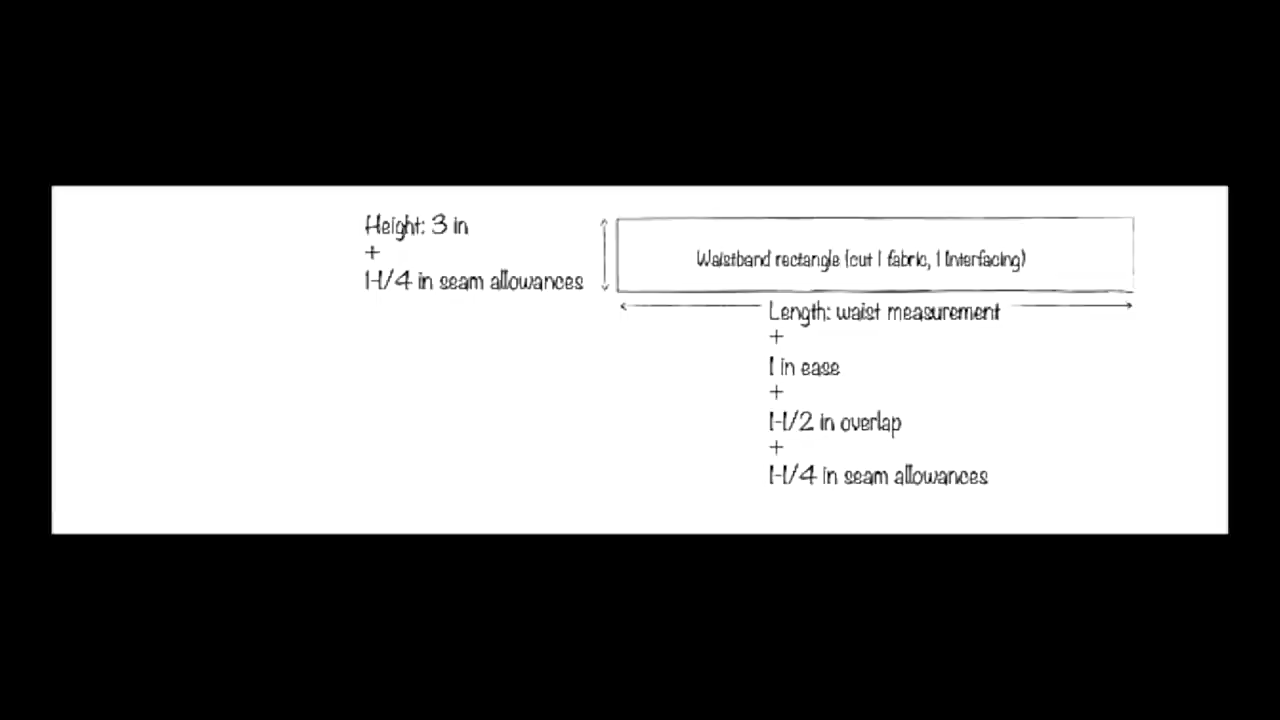 Height: 3 in
+
1-1/4 in seam allowances
Waistband rectangle (cut 1 fabric, 1 interfacing)
Length: waist measurement
+
1 in ease
+
1-1/2 in overlap
+
1-1/4 in seam allowances